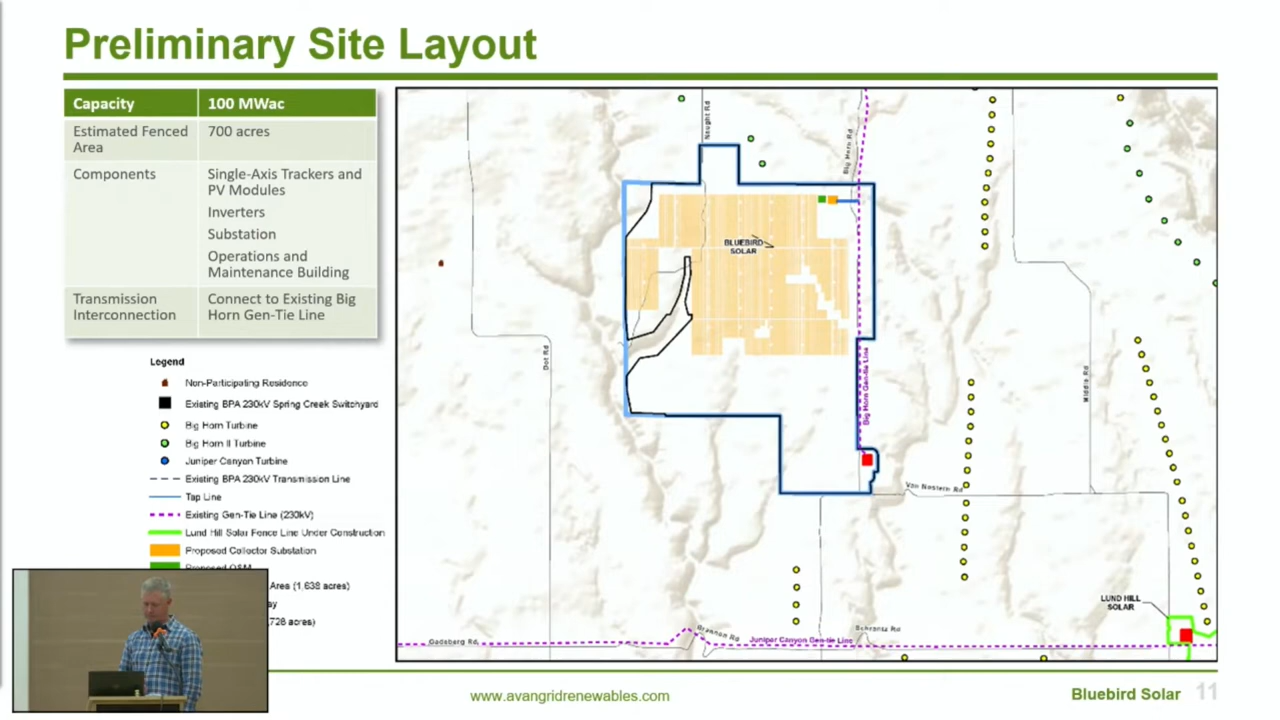 Preliminary Site Layout
Capacity
100 MWac
Estimated Fenced
Area
700 acres
Components
Single-Axis Trackers and
PV Modules
Inverters
Substation
Operations and
Maintenance Building
Transmission
Interconnection
Connect to Existing Big
Horn Gen-Tie Line
Legend
Non-Participating Residence
Existing BPA 230kV Spring Creek Switchyard
Big Horn Turbine
Big Horn II Turbine
Juniper Canyon Turbine
Existing BPA 230kV Transmission Line
Tap Line
Existing Gen-Tie Line (230kV)
Lund Hill Solar Fence Line Under Construction
Proposed Collector Substation
Proposed O&M
Area (1,638 acres)
,728 acres)
Naught Rd
Big Horn Rd
BLUEBIRD
SOLAR
Dot Rd
Big Horn Gen-tie Line
Middle Rd
Van Nostern Rd
LUND HILL
SOLAR
Goldsberg Rd
Brannon Rd
Juniper Canyon Gen-tie Line
Schrantz Rd
www.avangridrenewables.com
Bluebird Solar 11